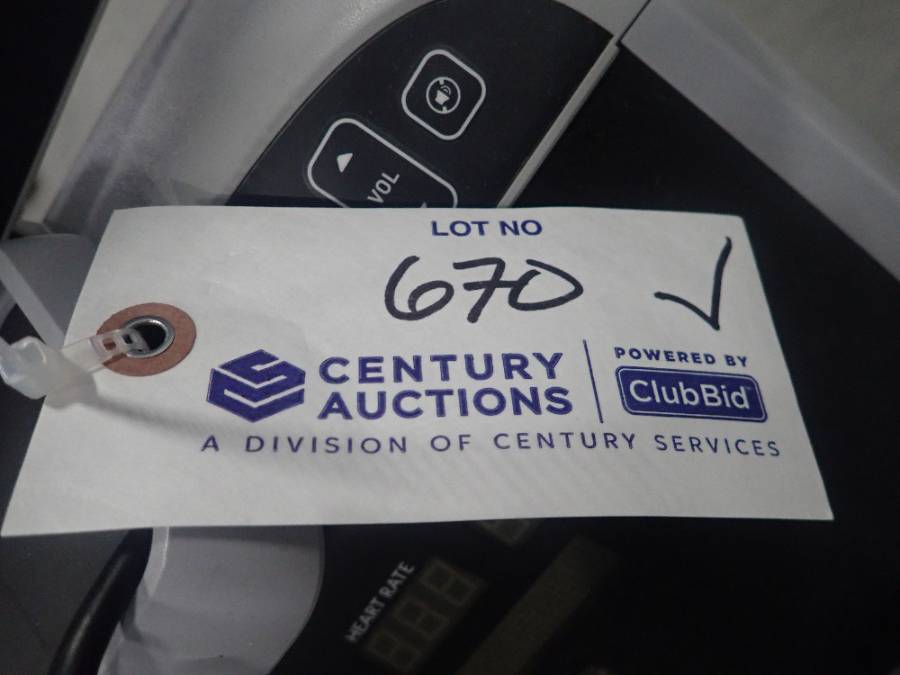 VOL
LOT NO
670 ✓
CENTURY
AUCTIONS
POWERED BY
ClubBid
A DIVISION OF CENTURY SERVICES
HEART RATE